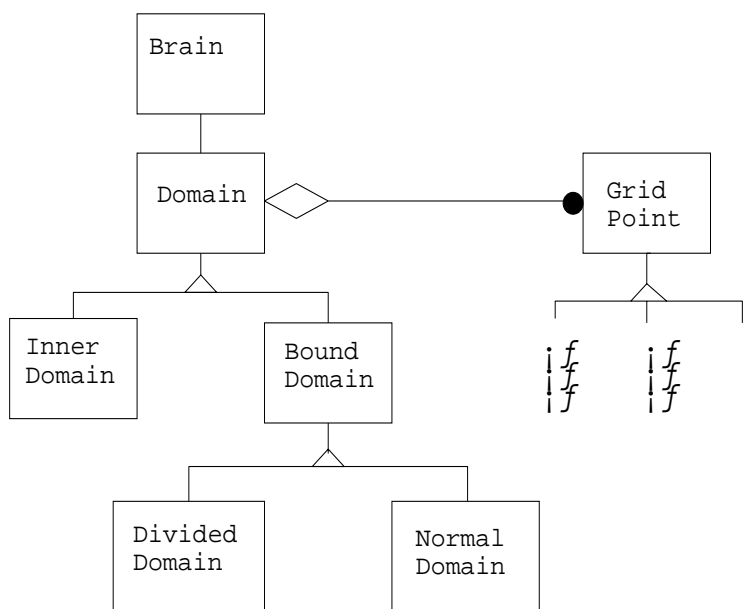 Brain
Domain
Grid
Point
Inner
Domain
Bound
Domain
¡ƒ ¡ƒ
¡ƒ ¡ƒ
¡ƒ ¡ƒ
Divided
Domain
Normal
Domain